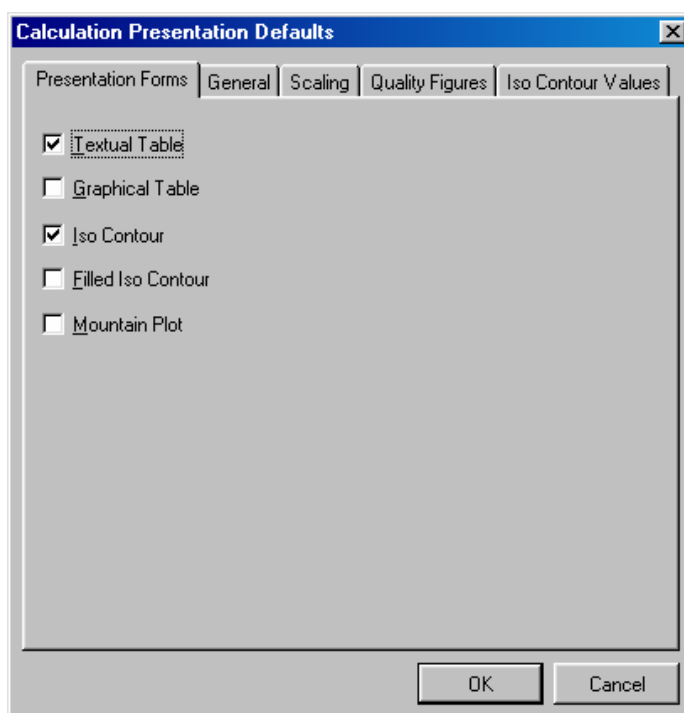 Calculation Presentation Defaults
Presentation Forms General Scaling Quality Figures Iso Contour Values
Textual Table
Graphical Table
Iso Contour
Filled Iso Contour
Mountain Plot
OK Cancel